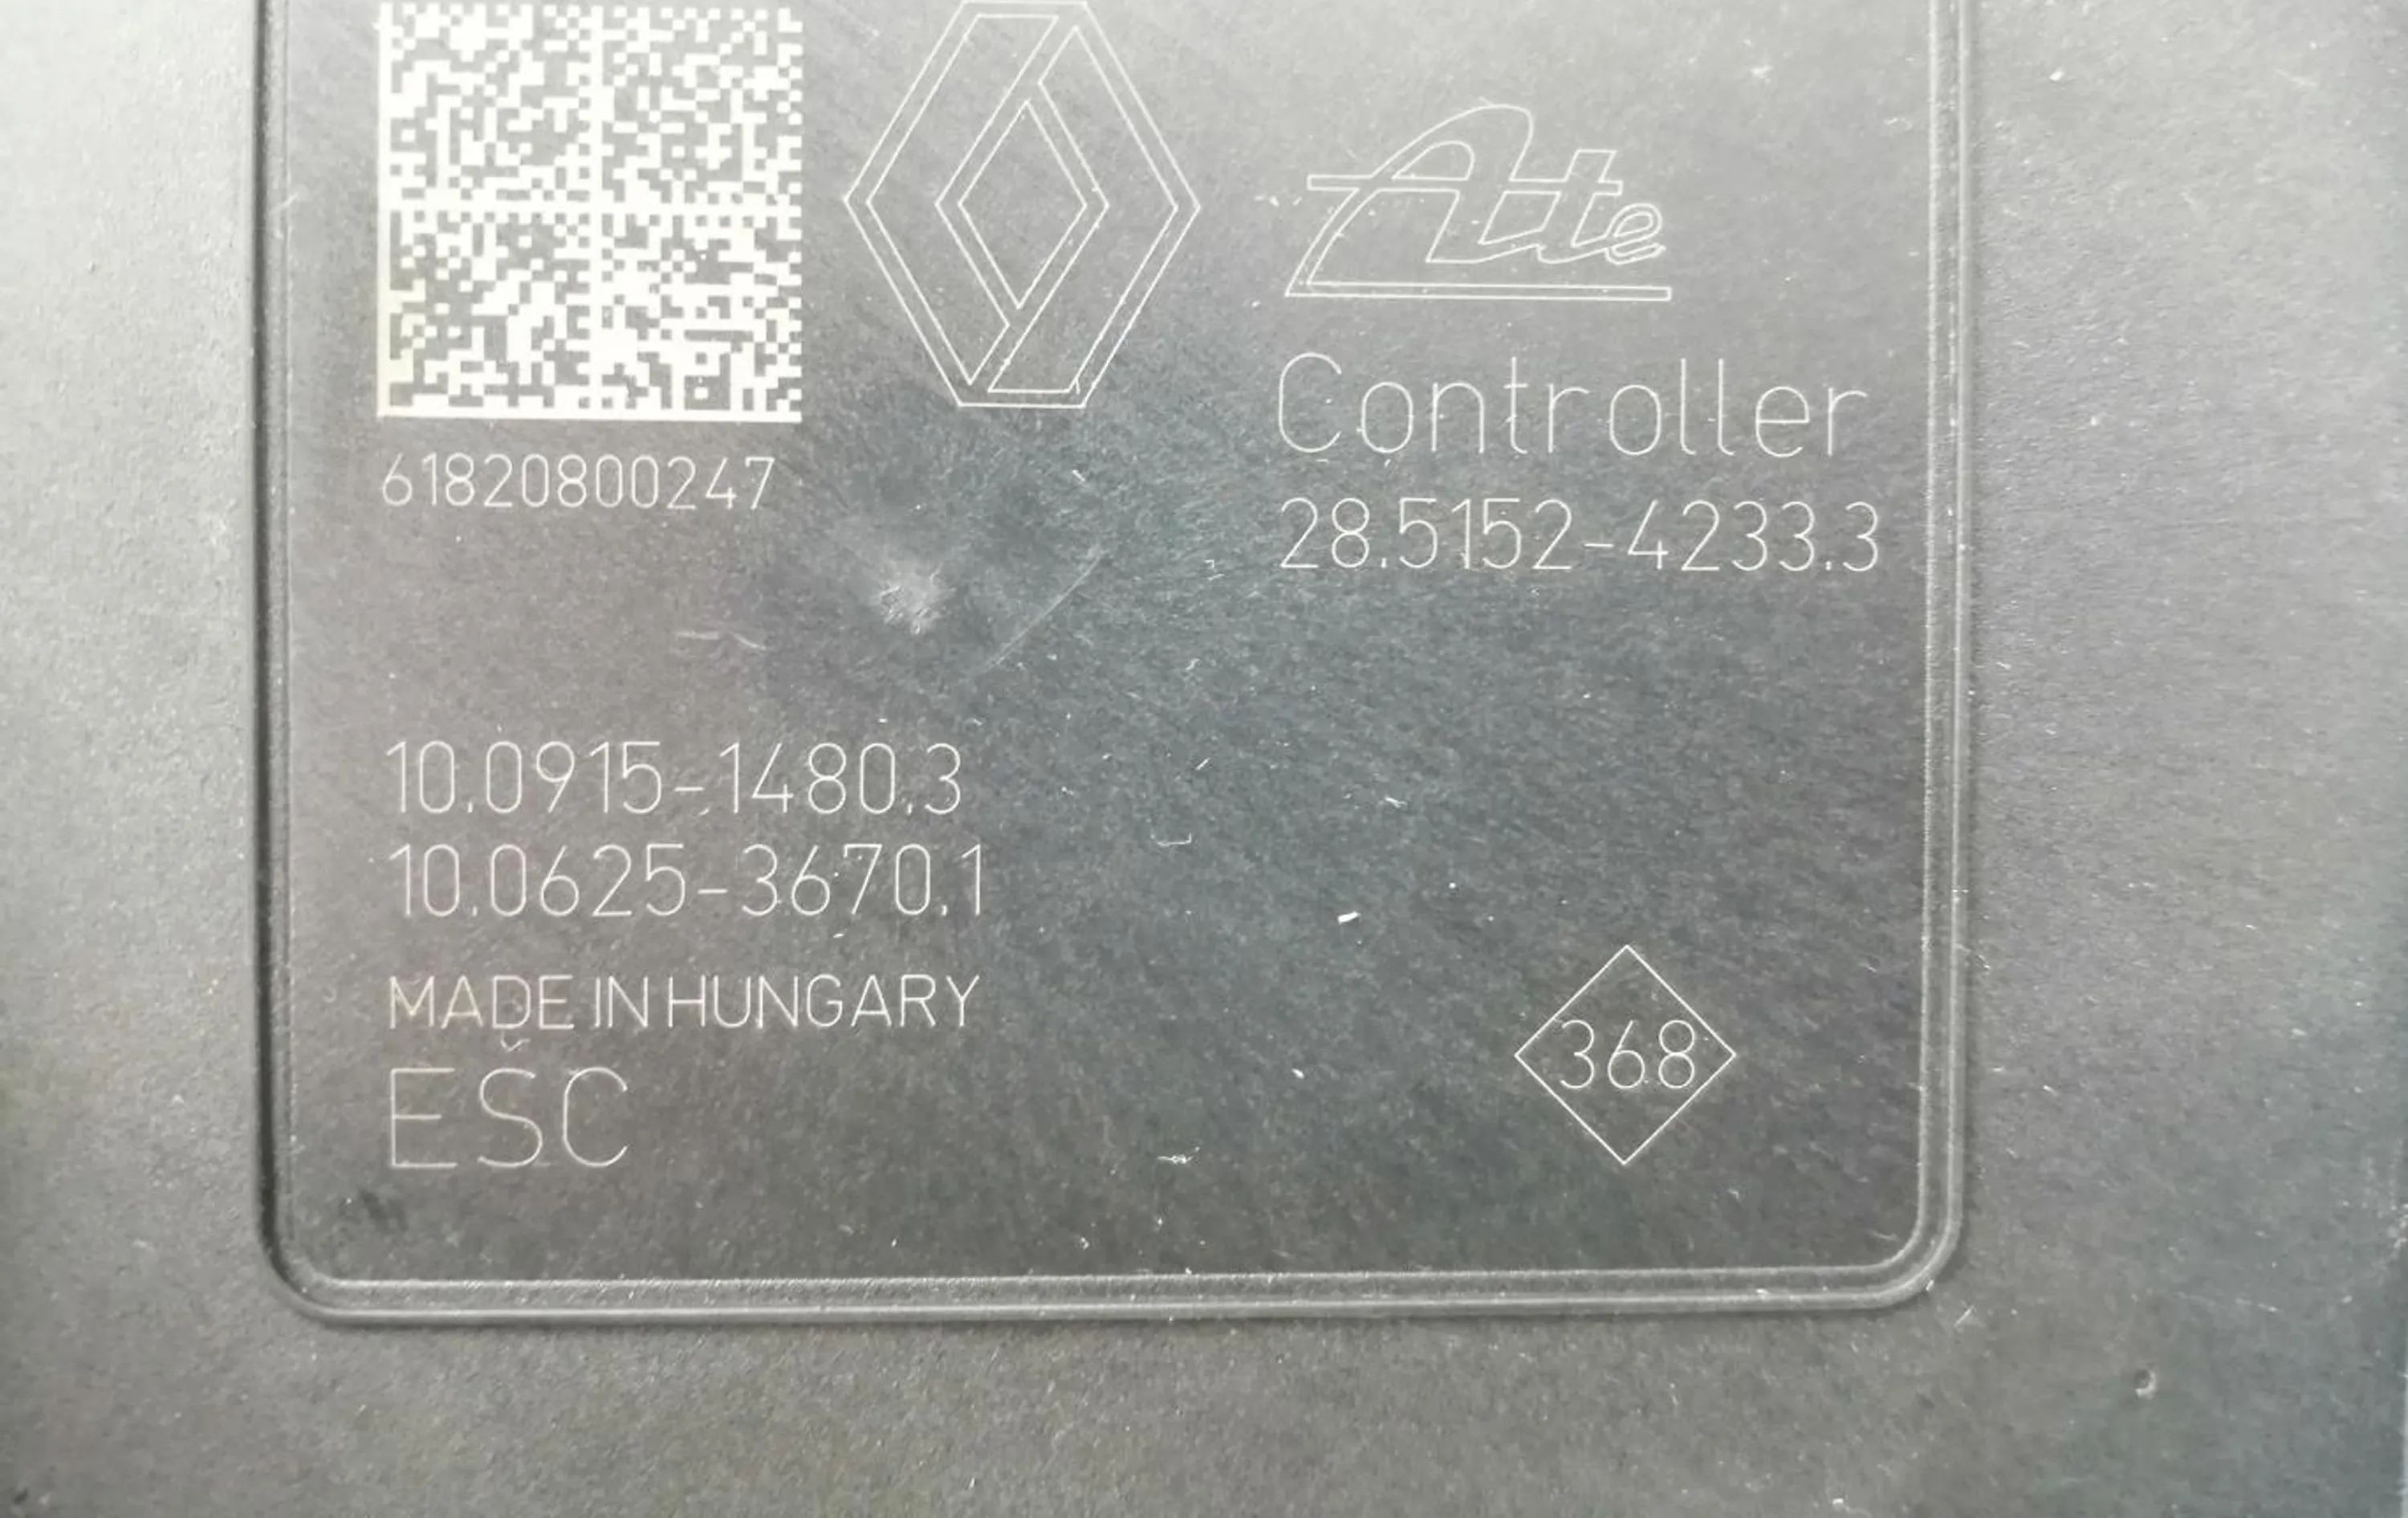 Ate
Controller
28.5152-4233.3
61820800247
10.0915-1480.3
10.0625-3670.1
MADE IN HUNGARY
ESC
368